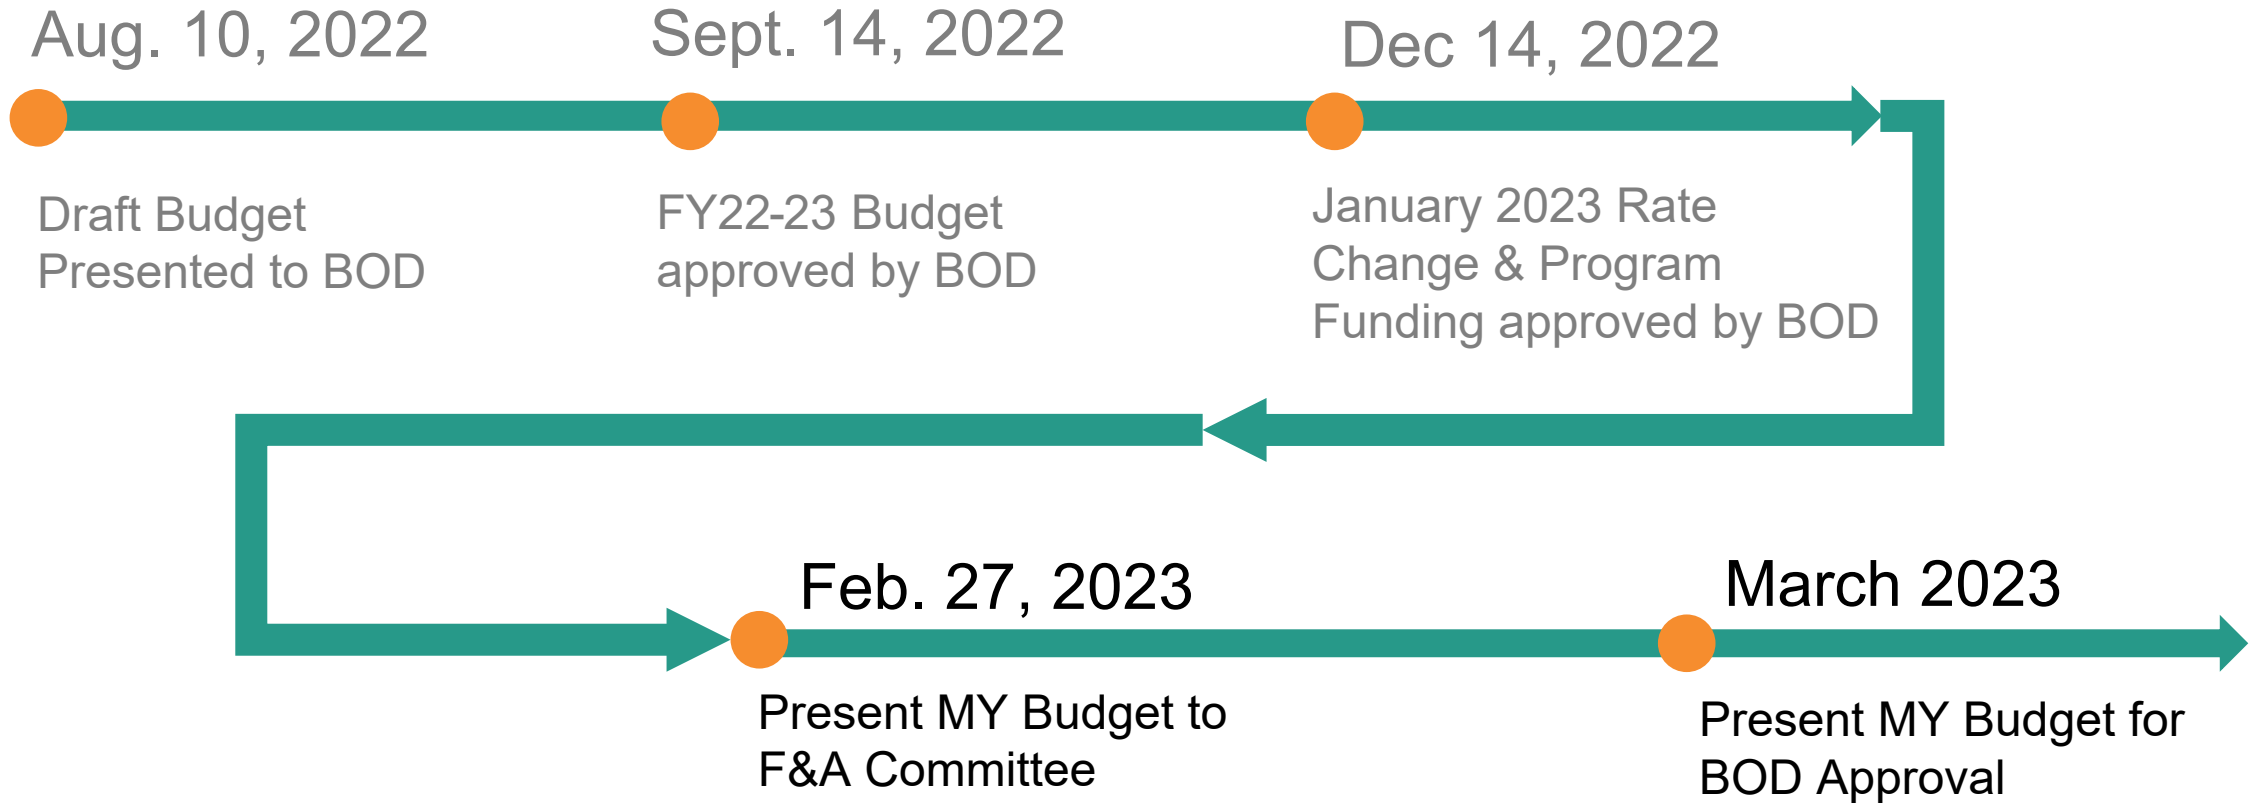 Aug. 10, 2022
Draft Budget
Presented to BOD
Sept. 14, 2022
FY22-23 Budget
approved by BOD
Dec 14, 2022
January 2023 Rate
Change & Program
Funding approved by BOD
Feb. 27, 2023
Present MY Budget to
F&A Committee
March 2023
Present MY Budget for
BOD Approval